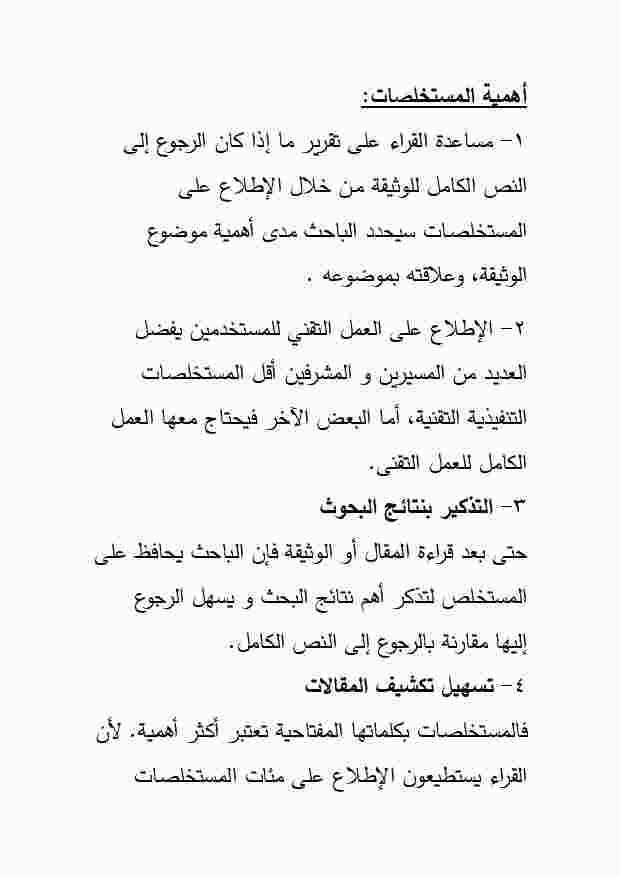 أهمية المستخلصات:
١- مساعدة القراء على تقرير ما إذا كان الرجوع إلى
النص الكامل للوثيقة من خلال الإطلاع على
المستخلصات سيحدد الباحث مدى أهمية موضوع
الوثيقة، وعلاقته بموضوعه .
٢- الإطلاع على العمل التقني للمستخدمين يفضل
العديد من المسيرين و المشرفين أقل المستخلصات
التنفيذية التقنية، أما البعض الآخر فيحتاج معها العمل
الكامل للعمل التقنى.
٣- التذكير بنتائج البحوث
حتى بعد قراءة المقال أو الوثيقة فإن الباحث يحافظ على
المستخلص لتذكر أهم نتائج البحث و يسهل الرجوع
إليها مقارنة بالرجوع إلى النص الكامل.
٤- تسهيل تكشيف المقالات
فالمستخلصات بكلماتها المفتاحية تعتبر أكثر أهمية. لأن
القراء يستطيعون الإطلاع على مئات المستخلصات